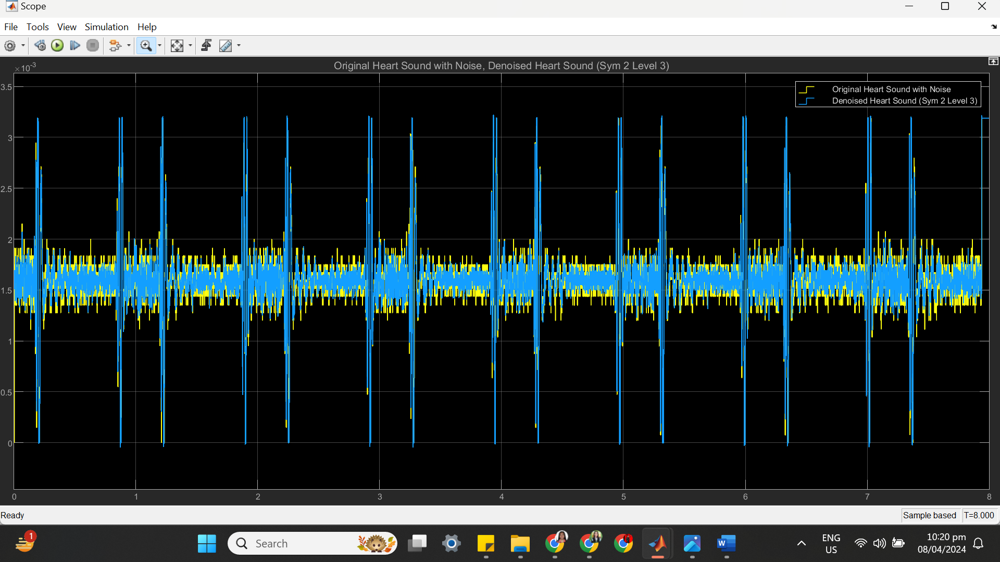 Scope
File Tools View Simulation Help
×10-3
Original Heart Sound with Noise, Denoised Heart Sound (Sym 2 Level 3)
Original Heart Sound with Noise
Denoised Heart Sound (Sym 2 Level 3)
3.5
3
2.5
2
1.5
1
0.5
0
0 1 2 3 4 5 6 7 8
Ready
Sample based T=8.000
1
Search
W
ENG
US
10:20 pm
08/04/2024